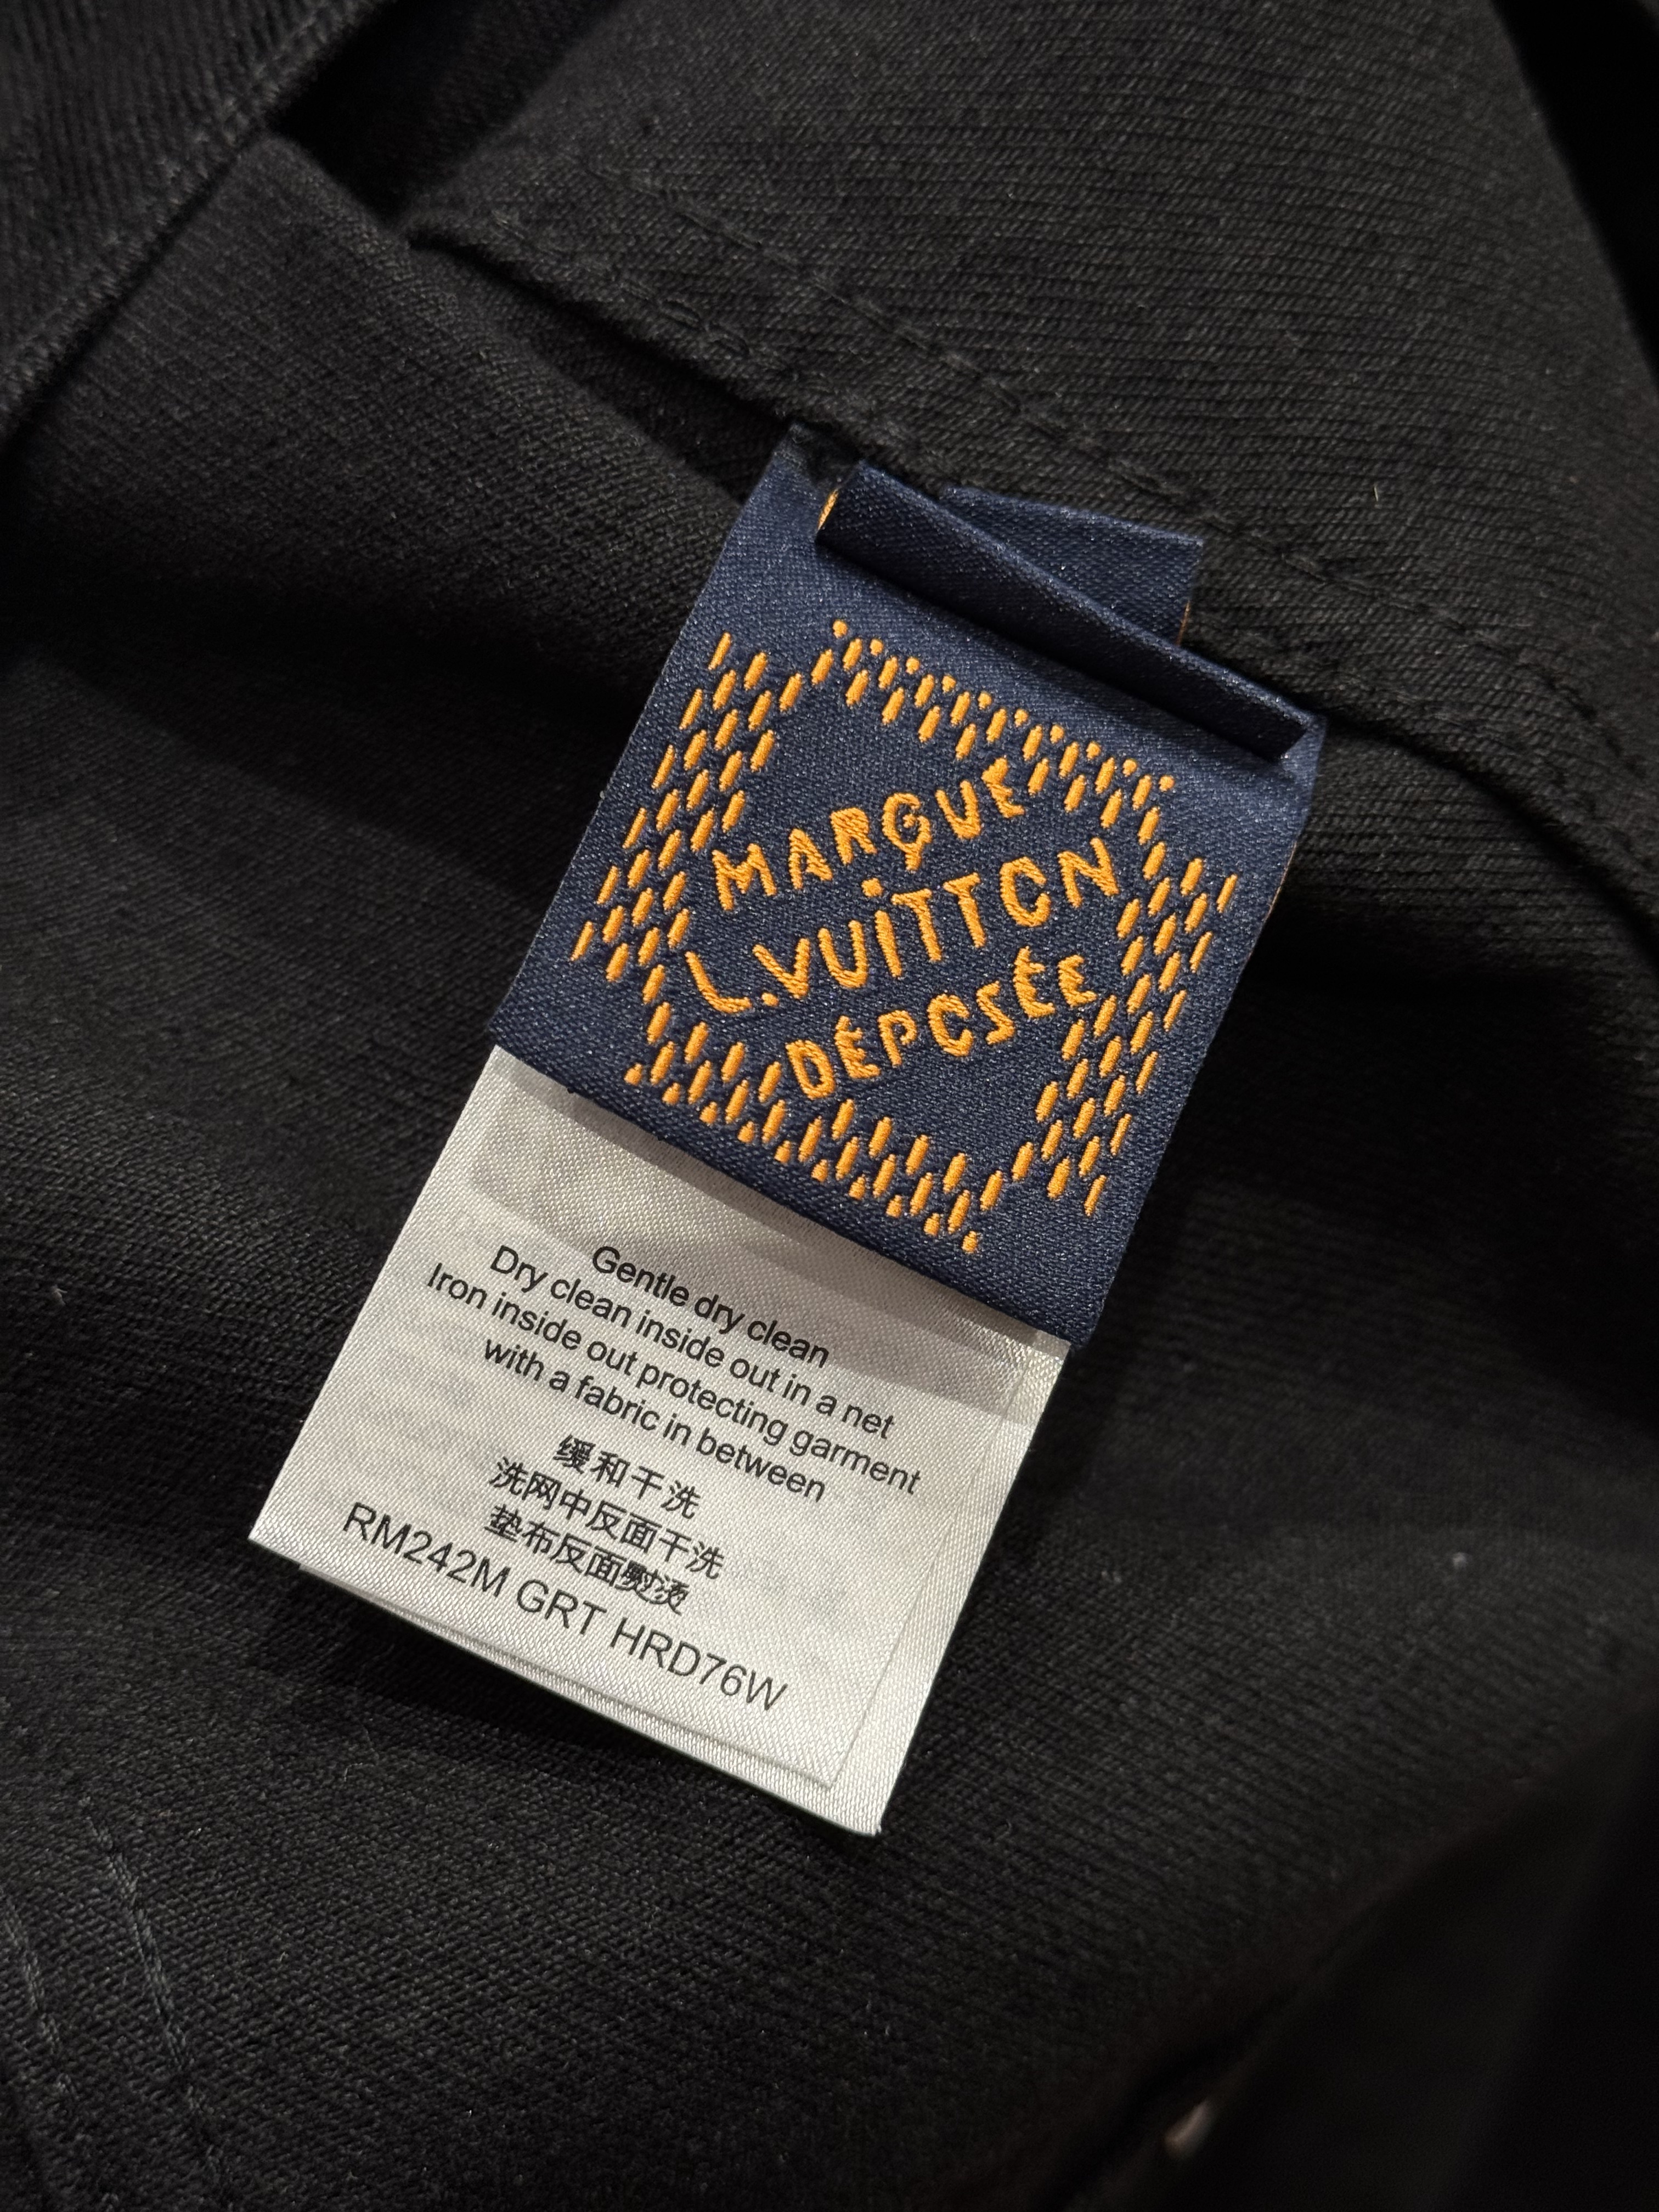 MARQUE
L.VUiTTON
DÉPOSÉE
Gentle dry clean
Dry clean inside out in a net
Iron inside out protecting garment
with a fabric in between
缓和干洗
洗网中反面干洗
垫布反面熨烫
RM242M GRT HRD76W